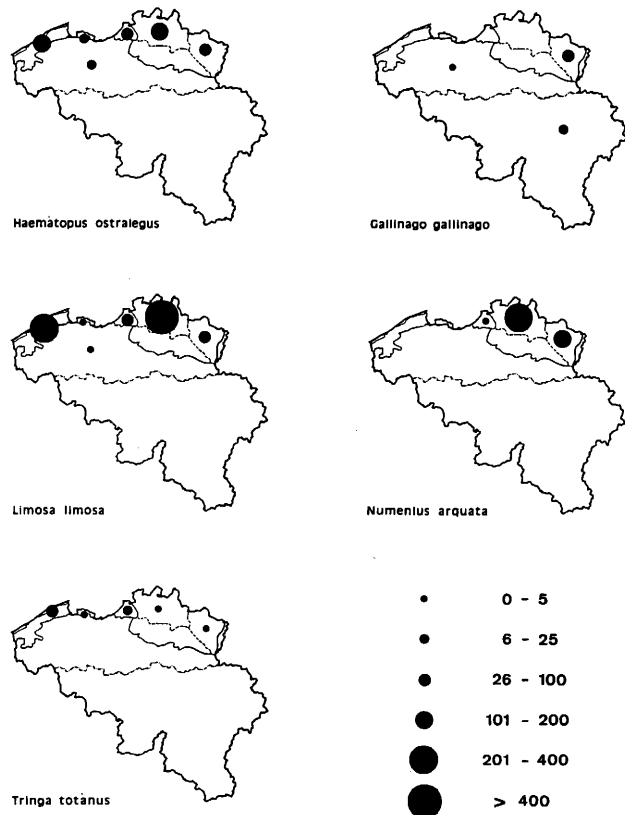 Haematopus ostralegus
Gallinago gallinago
Limosa limosa
Numenius arquata
Tringa totanus
0 - 5
6 - 25
26 - 100
101 - 200
201 - 400
> 400